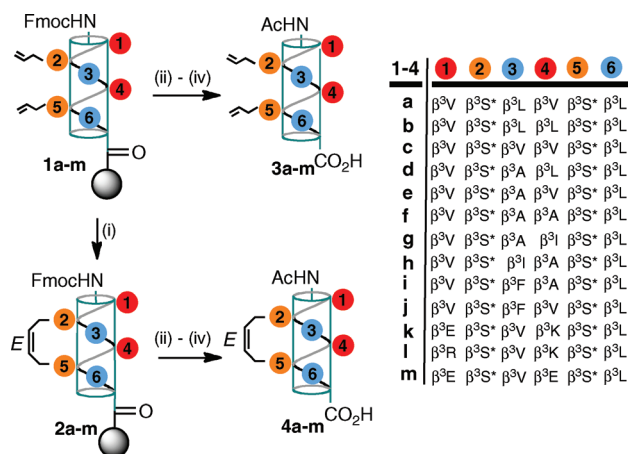 FmocHN
1
2
3
4
5
6
O
1a-m
(ii) - (iv)
AcHN
1
2
3
4
5
6
CO2H
3a-m
(i)
FmocHN
1
2
3
4
5
6
E
O
2a-m
(ii) - (iv)
AcHN
1
2
3
4
5
6
E
CO2H
4a-m
1-4 1 2 3 4 5 6
a β³V β³S* β³L β³V β³S* β³L
b β³V β³S* β³L β³L β³S* β³L
c β³V β³S* β³V β³V β³S* β³L
d β³V β³S* β³A β³L β³S* β³L
e β³V β³S* β³A β³V β³S* β³L
f β³V β³S* β³A β³A β³S* β³L
g β³V β³S* β³A β³I β³S* β³L
h β³V β³S* β³I β³A β³S* β³L
i β³V β³S* β³F β³A β³S* β³L
j β³V β³S* β³F β³V β³S* β³L
k β³E β³S* β³V β³K β³S* β³L
l β³R β³S* β³V β³K β³S* β³L
m β³E β³S* β³V β³E β³S* β³L